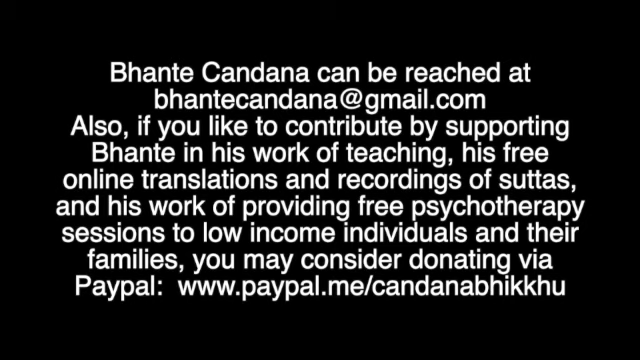 Bhante Candana can be reached at
bhantecandana@gmail.com
Also, if you like to contribute by supporting
Bhante in his work of teaching, his free
online translations and recordings of suttas,
and his work of providing free psychotherapy
sessions to low income individuals and their
families, you may consider donating via
Paypal:  www.paypal.me/candanabhikkhu